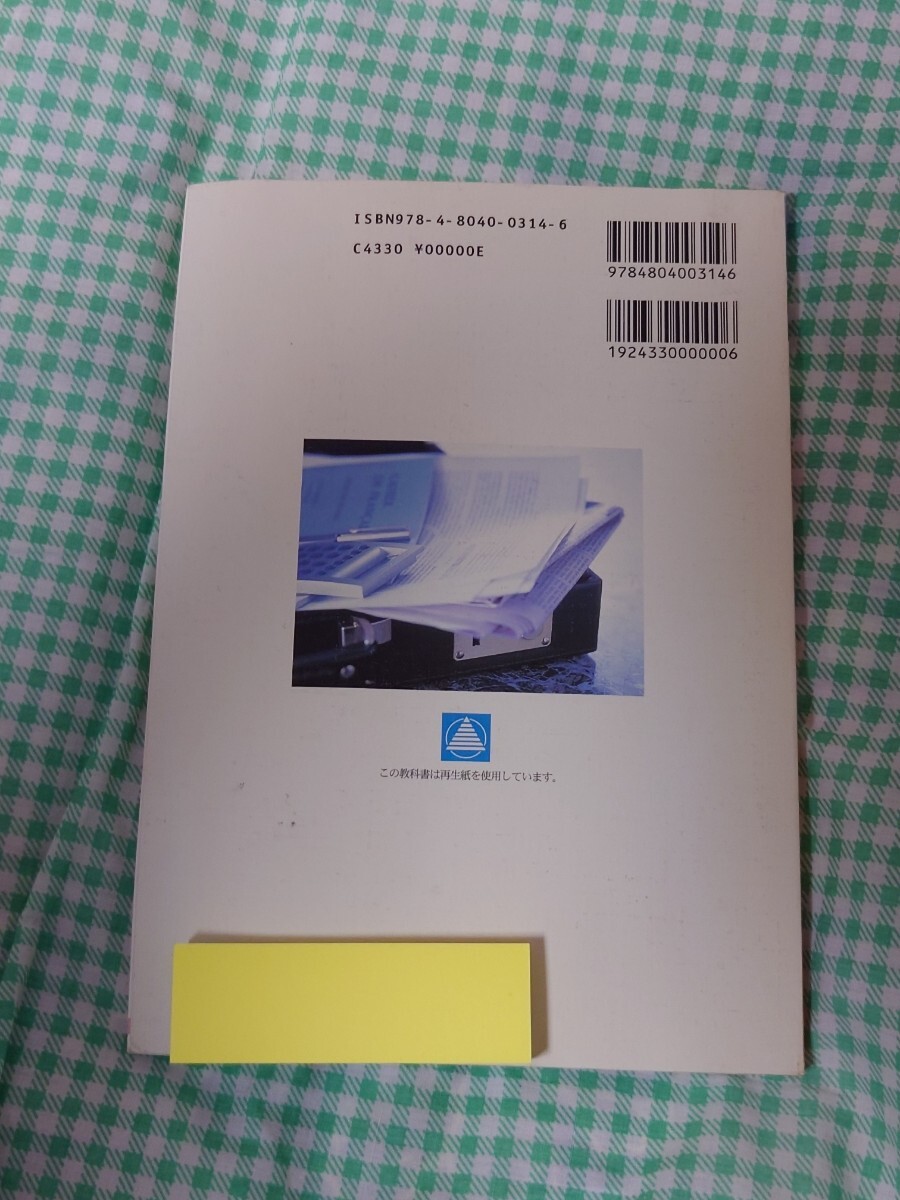 ISBN978-4-8040-0314-6
C4330 ¥00000E
9784804003146
1924330000006
この教科書は再生紙を使用しています。